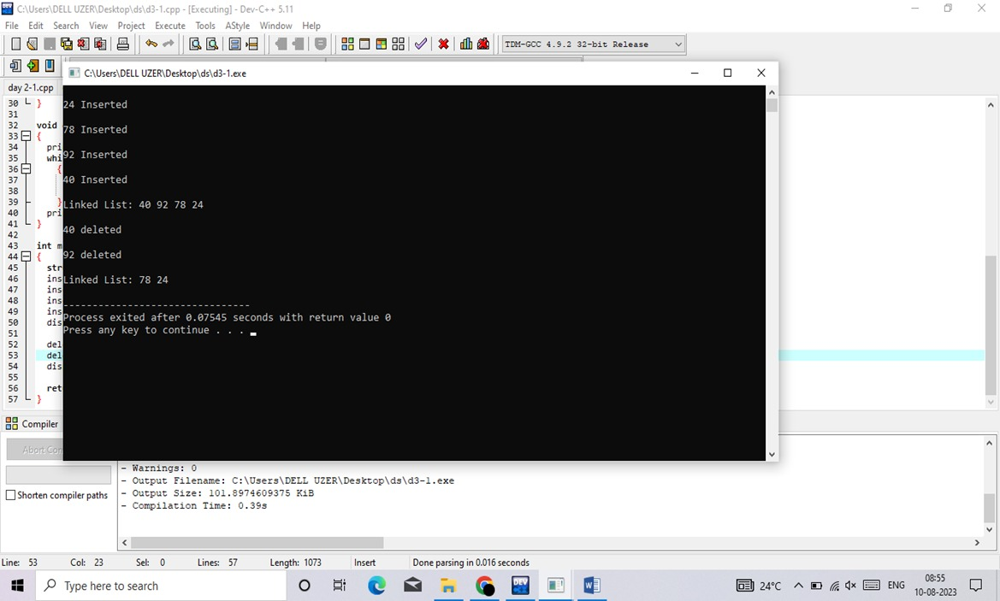 C:\Users\DELL UZER\Desktop\ds\d3-1.cpp - [Executing] - Dev-C++ 5.11
File Edit Search View Project Execute Tools AStyle Window Help
TDM-GCC 4.9.2 32-bit Release
C:\Users\DELL UZER\Desktop\ds\d3-1.exe
day 2-1.cpp
24 Inserted
78 Inserted
92 Inserted
40 Inserted
Linked List: 40 92 78 24
40 deleted
92 deleted
Linked List: 78 24
--------------------------------
Process exited after 0.07545 seconds with return value 0
Press any key to continue . . .
30 }
31
32 void
33 {
34 pri
35 whi
36 {
37
38
39 }
40 pri
41 }
42
43 int m
44 {
45 str
46 ins
47 ins
48 ins
49 ins
50 dis
51
52 del
53 del
54 dis
55
56 ret
57 }
Compiler
Abort Com
Shorten compiler paths
- Warnings: 0
- Output Filename: C:\Users\DELL UZER\Desktop\ds\d3-1.exe
- Output Size: 101.8974609375 KiB
- Compilation Time: 0.39s
Line: 53 Col: 23 Sel: 0 Lines: 57 Length: 1073 Insert Done parsing in 0.016 seconds
Type here to search
DEV
24°C
ENG
08:55
10-08-2023